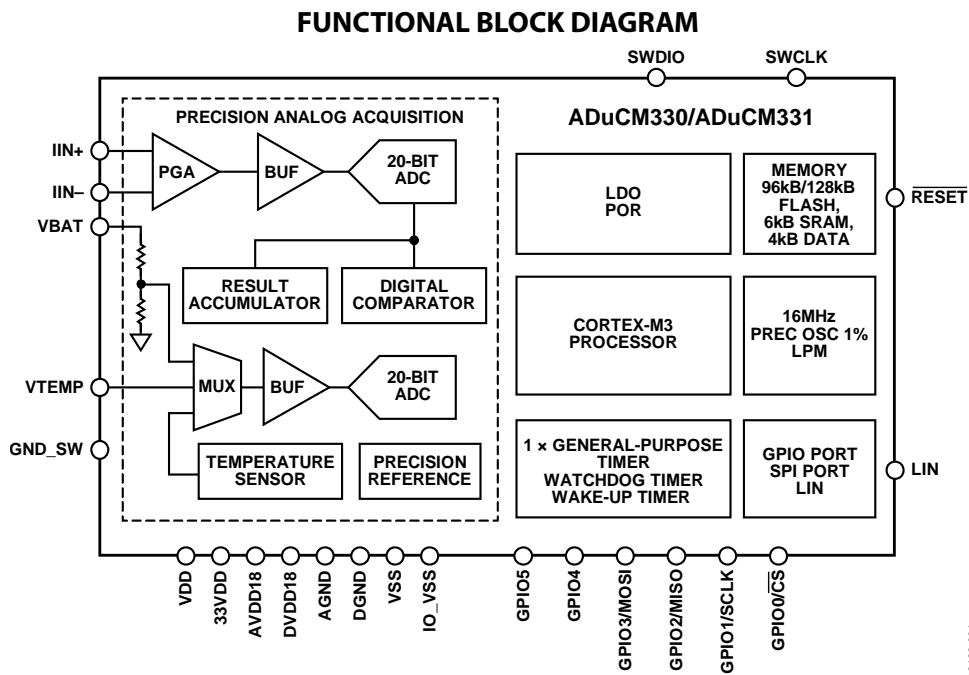 FUNCTIONAL BLOCK DIAGRAM
SWDIO
SWCLK
PRECISION ANALOG ACQUISITION
ADuCM330/ADuCM331
IIN+
IIN–
VBAT
VTEMP
GND_SW
PGA
BUF
20-BIT
ADC
RESULT
ACCUMULATOR
DIGITAL
COMPARATOR
MUX
BUF
20-BIT
ADC
TEMPERATURE
SENSOR
PRECISION
REFERENCE
LDO
POR
MEMORY
96kB/128kB
FLASH,
6kB SRAM,
4kB DATA
CORTEX-M3
PROCESSOR
16MHz
PREC OSC 1%
LPM
1 × GENERAL-PURPOSE
TIMER
WATCHDOG TIMER
WAKE-UP TIMER
GPIO PORT
SPI PORT
LIN
RESET
LIN
VDD
33VDD
AVDD18
DVDD18
AGND
DGND
VSS
IO_VSS
GPIO5
GPIO4
GPIO3/MOSI
GPIO2/MISO
GPIO1/SCLK
GPIO0/CS